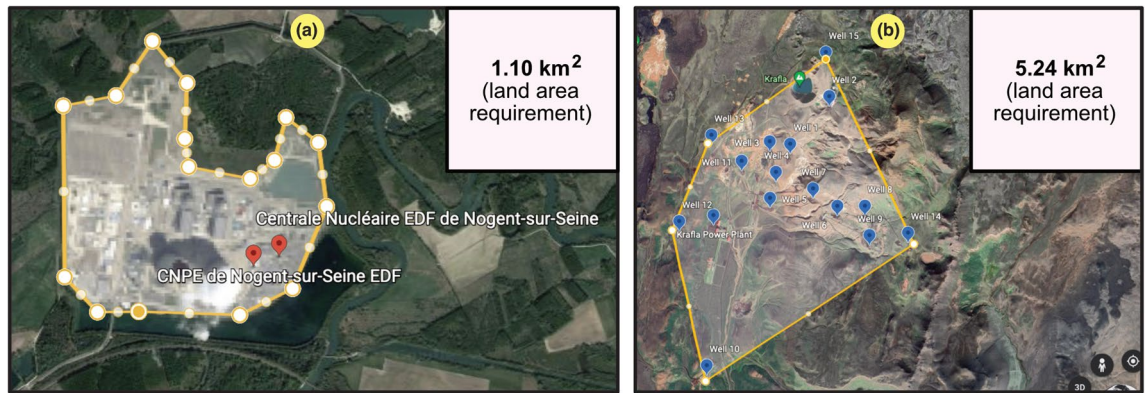 (a)
1.10 km²
(land area
requirement)
Centrale Nucléaire EDF de Nogent-sur-Seine
CNPE de Nogent-sur-Seine EDF
(b)
5.24 km²
(land area
requirement)
Well 15
Krafla
Well 2
Well 13
Well 1
Well 3
Well 4
Well 11
Well 7
Well 8
Well 5
Well 12
Well 9
Well 14
Well 6
Krafla Power Plant
Well 10
3D